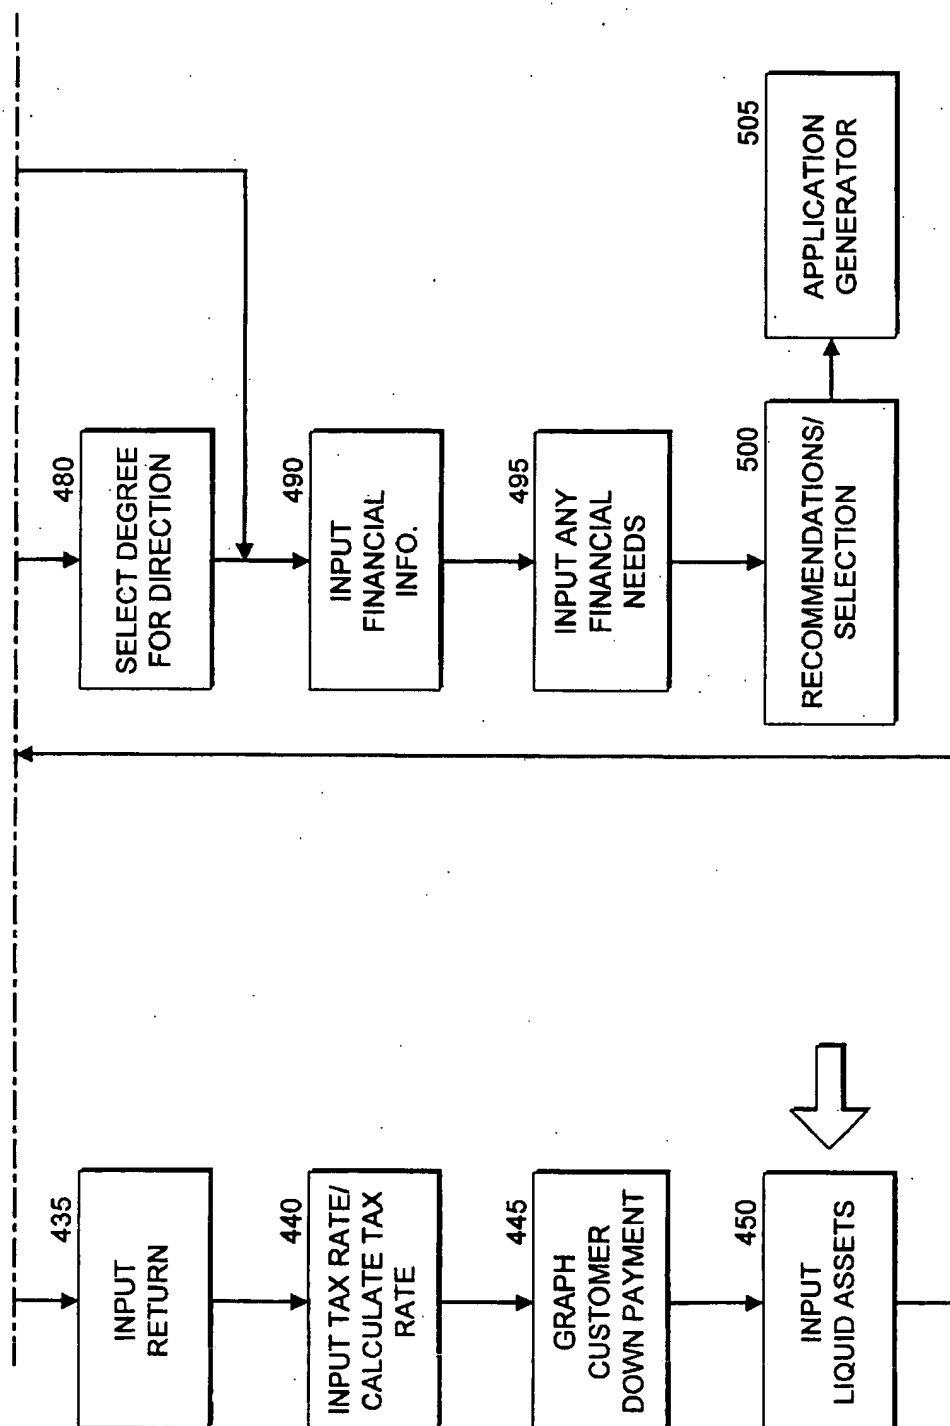 435
INPUT
RETURN
440
INPUT TAX RATE/
CALCULATE TAX
RATE
445
GRAPH
CUSTOMER
DOWN PAYMENT
450
INPUT
LIQUID ASSETS
480
SELECT DEGREE
FOR DIRECTION
490
INPUT
FINANCIAL
INFO.
495
INPUT ANY
FINANCIAL
NEEDS
500
RECOMMENDATIONS/
SELECTION
505
APPLICATION
GENERATOR